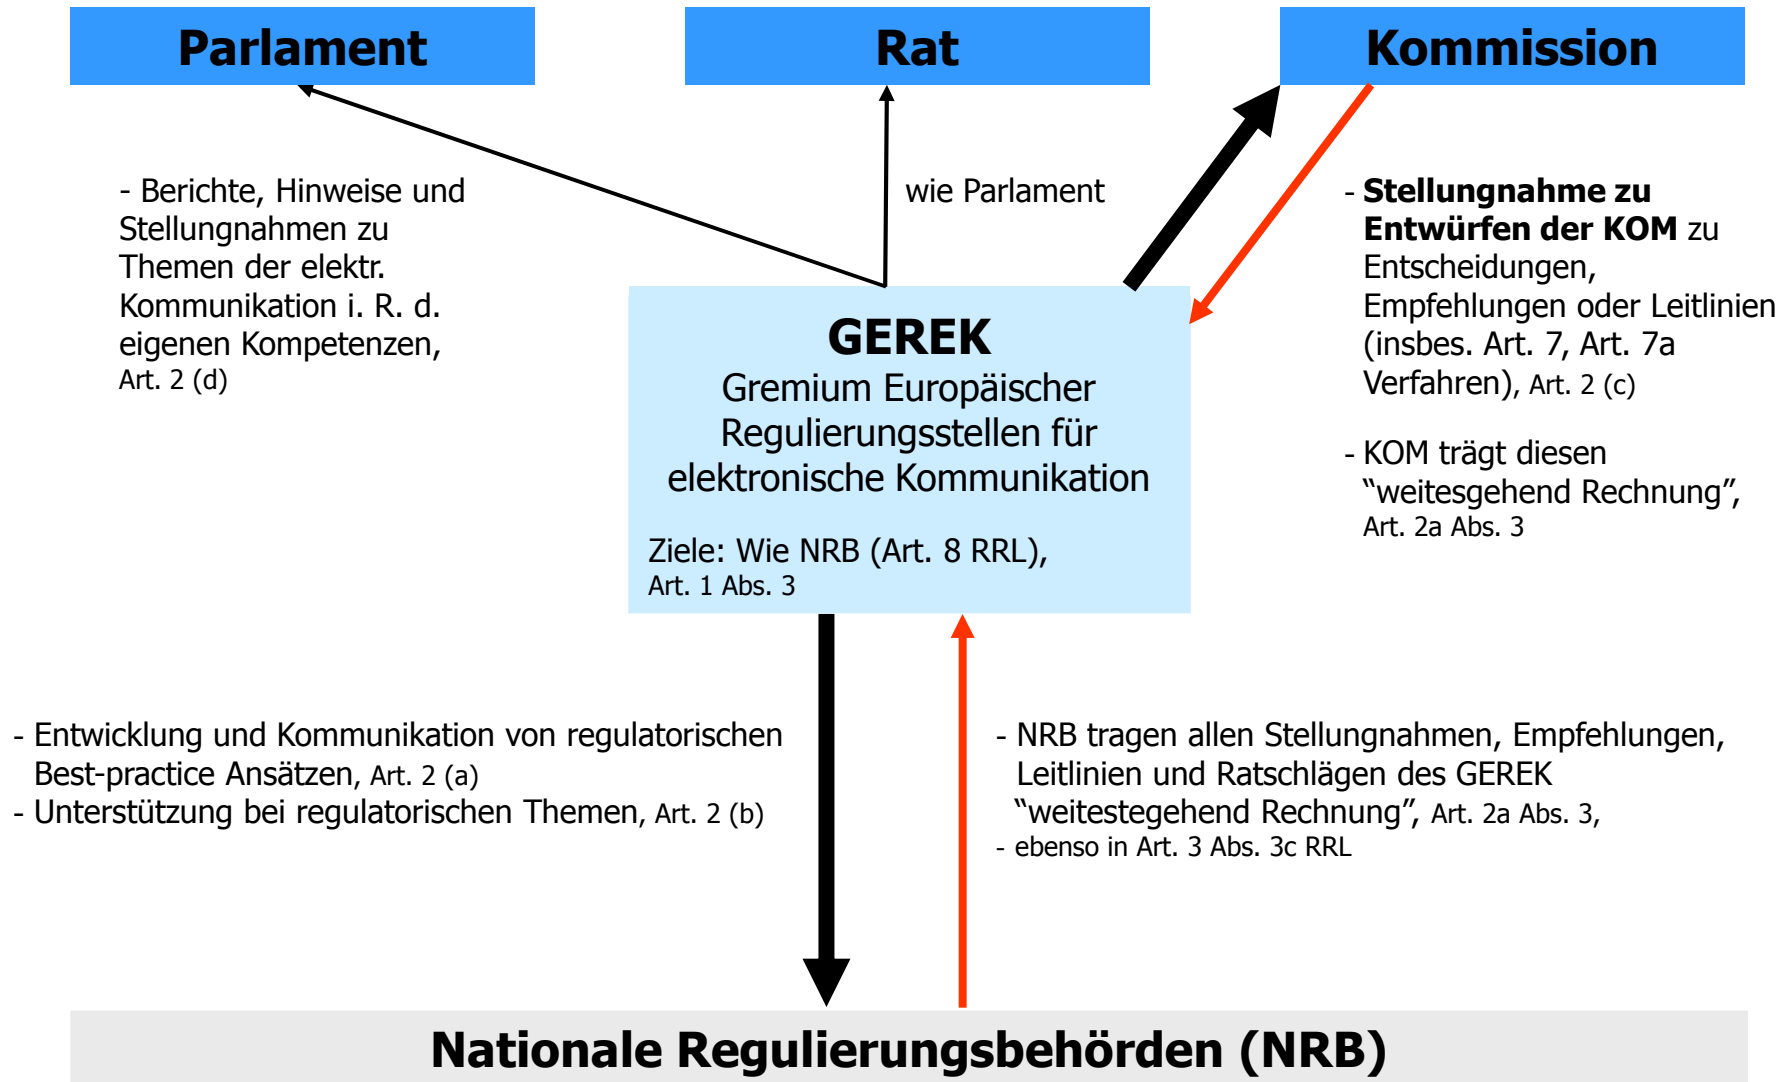 Parlament
Rat
Kommission
- Berichte, Hinweise und
Stellungnahmen zu
Themen der elektr.
Kommunikation i. R. d.
eigenen Kompetenzen,
Art. 2 (d)
wie Parlament
- Stellungnahme zu
Entwürfen der KOM zu
Entscheidungen,
Empfehlungen oder Leitlinien
(insbes. Art. 7, Art. 7a
Verfahren), Art. 2 (c)
- KOM trägt diesen
“weitesgehend Rechnung”,
Art. 2a Abs. 3
GEREK
Gremium Europäischer
Regulierungsstellen für
elektronische Kommunikation
Ziele: Wie NRB (Art. 8 RRL),
Art. 1 Abs. 3
- Entwicklung und Kommunikation von regulatorischen
Best-practice Ansätzen, Art. 2 (a)
- Unterstützung bei regulatorischen Themen, Art. 2 (b)
- NRB tragen allen Stellungnahmen, Empfehlungen,
Leitlinien und Ratschlägen des GEREK
“weitestegehend Rechnung”, Art. 2a Abs. 3,
- ebenso in Art. 3 Abs. 3c RRL
Nationale Regulierungsbehörden (NRB)